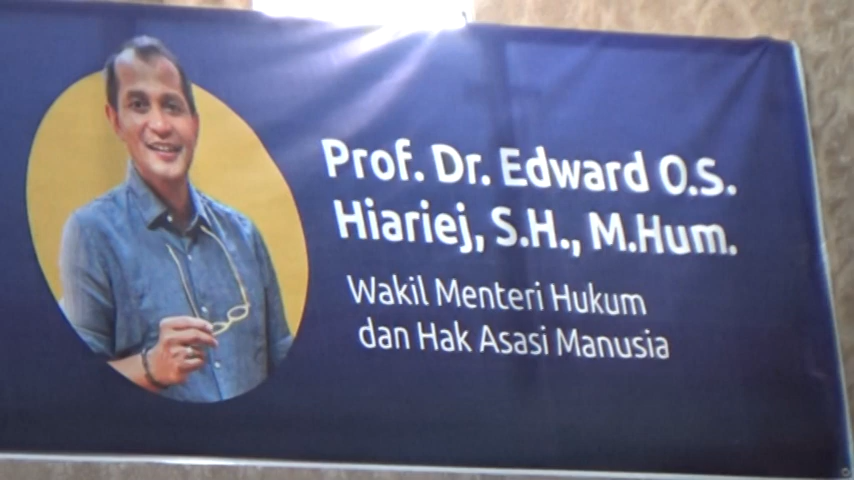 Prof. Dr. Edward O.S.
Hiariej, S.H., M.Hum.
Wakil Menteri Hukum
dan Hak Asasi Manusia